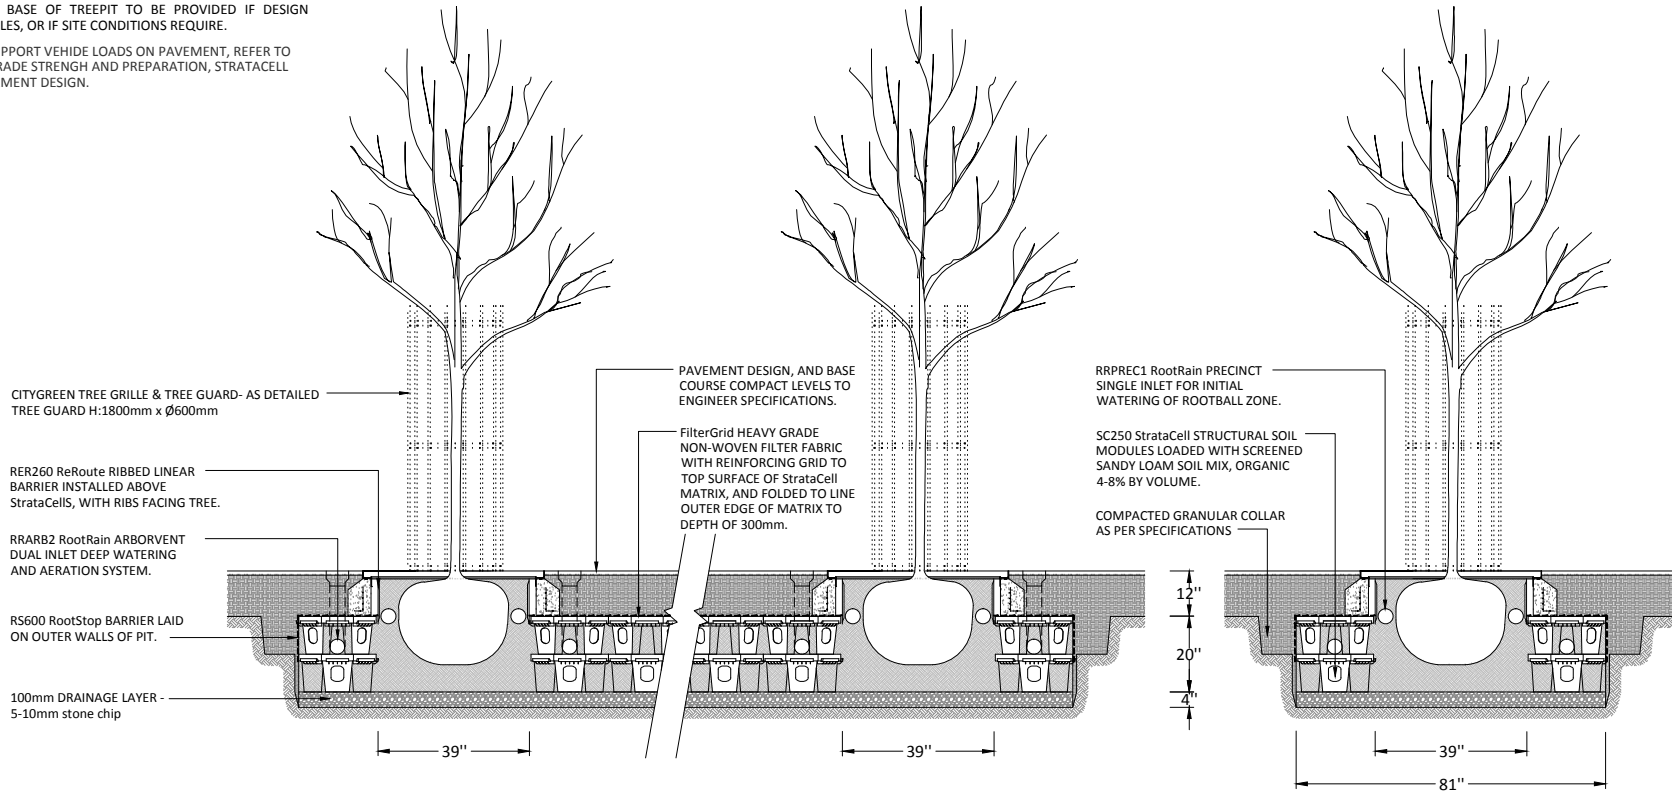 BASE OF TREEPIT TO BE PROVIDED IF DESIGN
LES, OR IF SITE CONDITIONS REQUIRE.
PPORT VEHIDE LOADS ON PAVEMENT, REFER TO
RADE STRENGH AND PREPARATION, STRATACELL
MENT DESIGN.
CITYGREEN TREE GRILLE & TREE GUARD- AS DETAILED
TREE GUARD H:1800mm x Ø600mm
RER260 ReRoute RIBBED LINEAR
BARRIER INSTALLED ABOVE
StrataCellS, WITH RIBS FACING TREE.
RRARB2 RootRain ARBORVENT
DUAL INLET DEEP WATERING
AND AERATION SYSTEM.
RS600 RootStop BARRIER LAID
ON OUTER WALLS OF PIT.
100mm DRAINAGE LAYER -
5-10mm stone chip
PAVEMENT DESIGN, AND BASE
COURSE COMPACT LEVELS TO
ENGINEER SPECIFICATIONS.
FilterGrid HEAVY GRADE
NON-WOVEN FILTER FABRIC
WITH REINFORCING GRID TO
TOP SURFACE OF StrataCell
MATRIX, AND FOLDED TO LINE
OUTER EDGE OF MATRIX TO
DEPTH OF 300mm.
RRPREC1 RootRain PRECINCT
SINGLE INLET FOR INITIAL
WATERING OF ROOTBALL ZONE.
SC250 StrataCell STRUCTURAL SOIL
MODULES LOADED WITH SCREENED
SANDY LOAM SOIL MIX, ORGANIC
4-8% BY VOLUME.
COMPACTED GRANULAR COLLAR
AS PER SPECIFICATIONS
12"
20"
4"
39"
39"
39"
81"